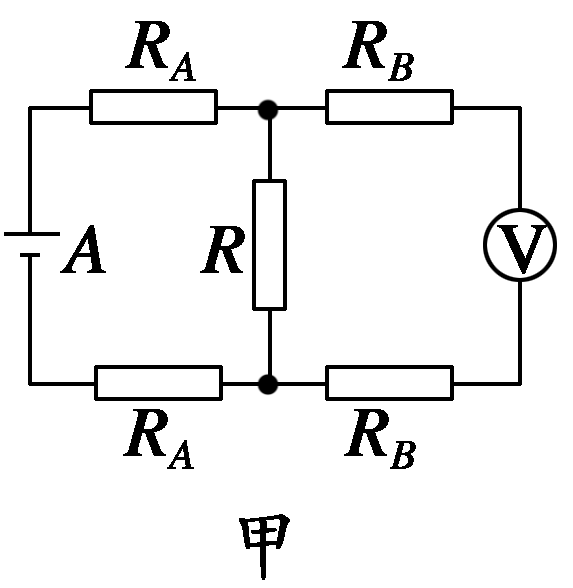 R_A R_B
A R V
R_A R_B
甲